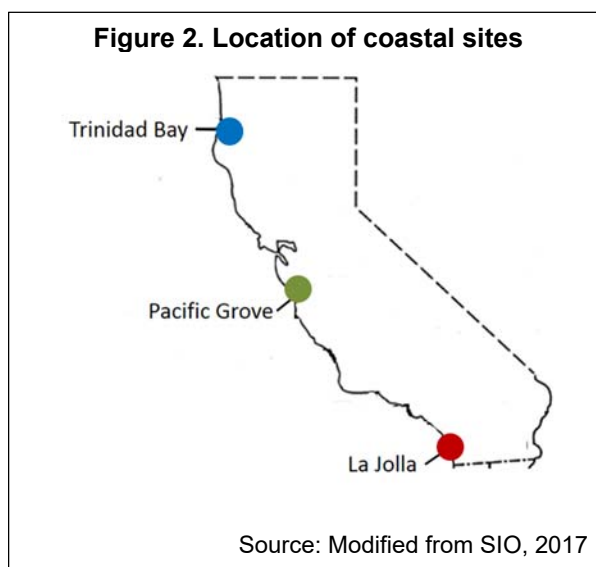 Figure 2. Location of coastal sites
Trinidad Bay
Pacific Grove
La Jolla
Source: Modified from SIO, 2017